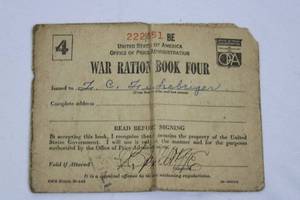 222151 BE
4
UNITED STATES OF AMERICA
OFFICE OF PRICE ADMINISTRATION
WAR RATION BOOK FOUR
OPA
Issued to
Complete address
READ BEFORE SIGNING
In accepting this book, I recognize that it remains the property of the United
States Government. I will use it only in the manner and for the purposes
authorized by the Office of Price Administration.
Void if Altered
It is a criminal offense to violate rationing regulations.